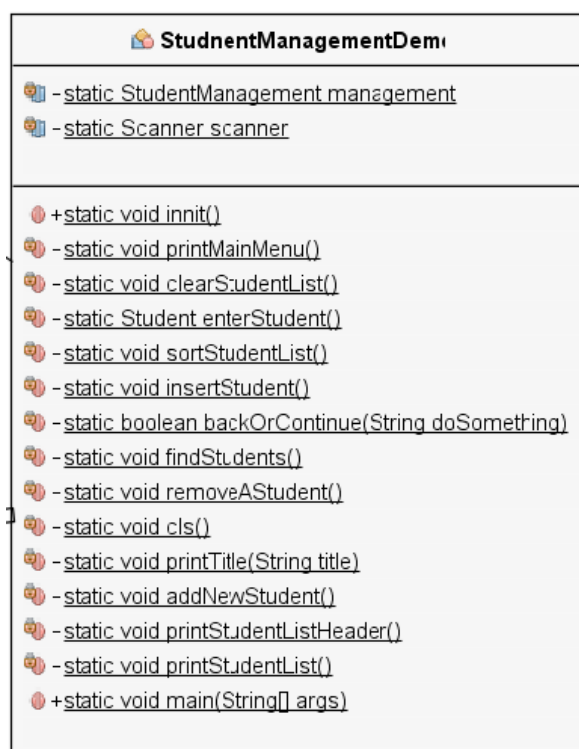 StudnentManagementDem
- static StudentManagement management
- static Scanner scanner
+ static void innit()
- static void printMainMenu()
- static void clearStudentList()
- static Student enterStudent()
- static void sortStudentList()
- static void insertStudent()
- static boolean backOrContinue(String doSomething)
- static void findStudents()
- static void removeAStudent()
- static void cls()
- static void printTitle(String title)
- static void addNewStudent()
- static void printStudentListHeader()
- static void printStudentList()
+ static void main(String[] args)